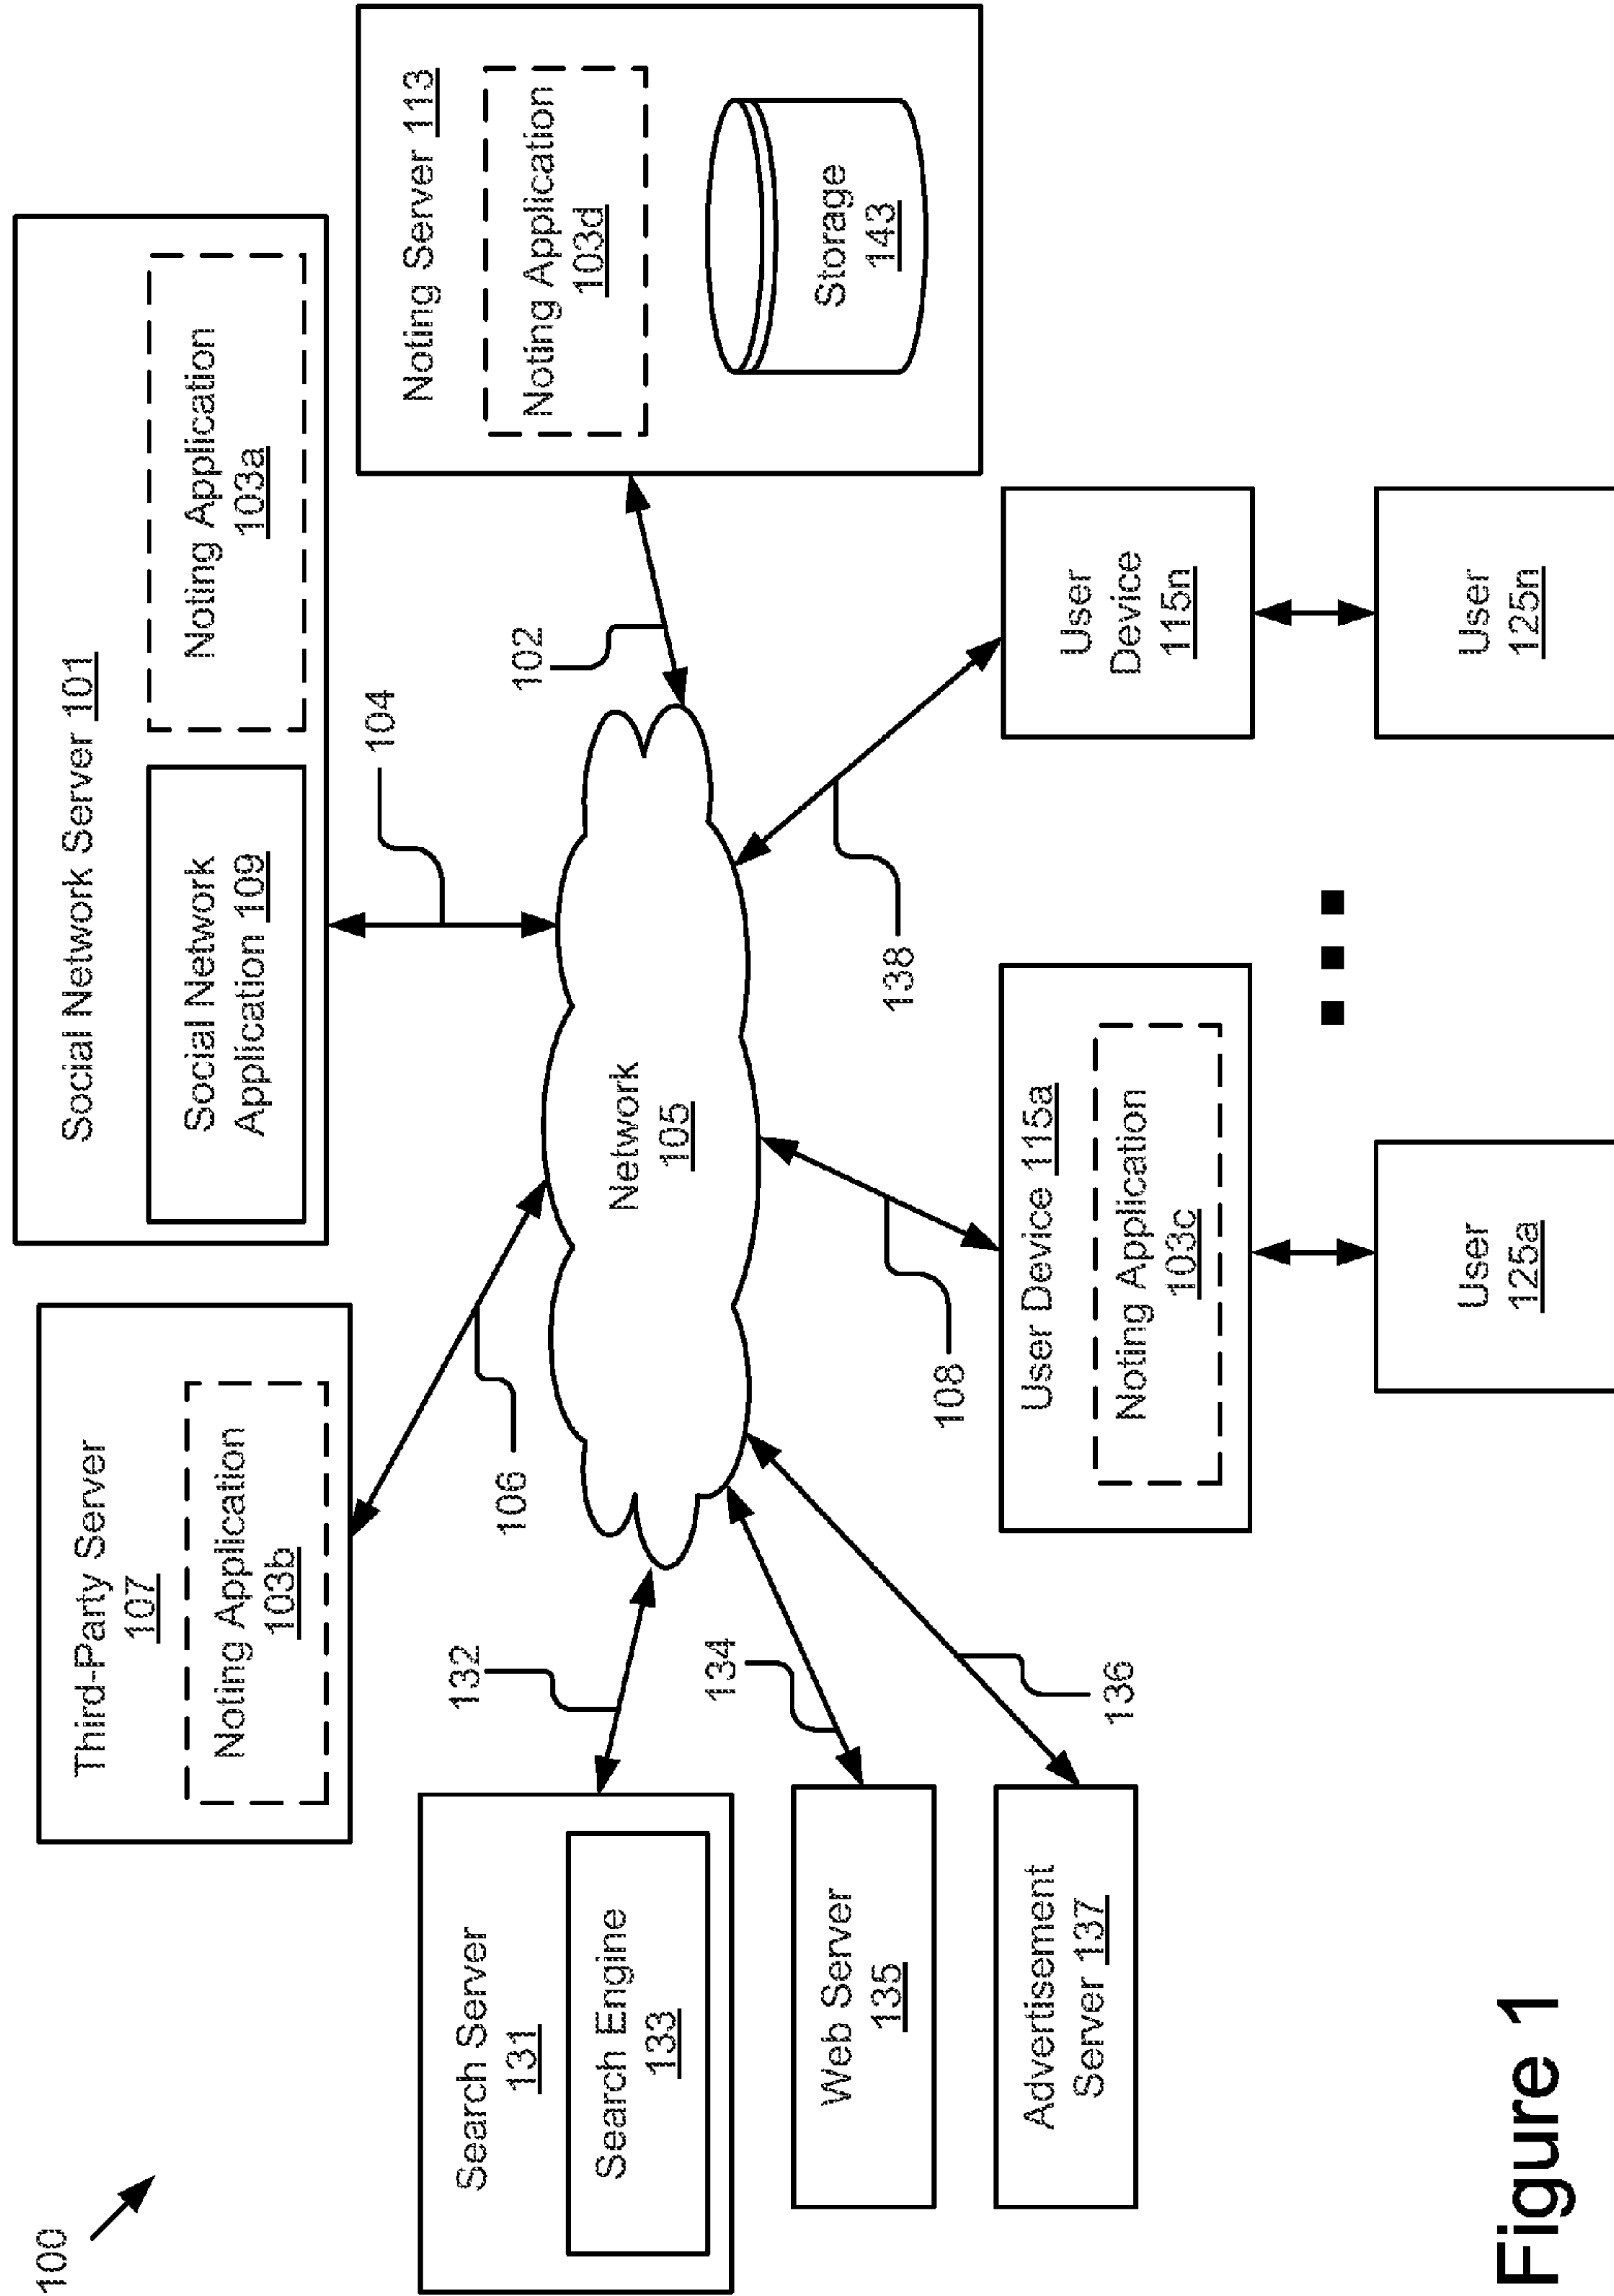 100
Social Network Server 101
Social Network
Application 109
Noting Application
103a
Third-Party Server
107
Noting Application
103b
104
106
102
Noting Server 113
Noting Application
103d
Storage
143
Search Server
131
Search Engine
133
132
Network
105
Web Server
135
134
Advertisement
Server 137
136
108
138
User Device 115a
Noting Application
103c
User
Device
115n
User
125a
User
125n
Figure 1